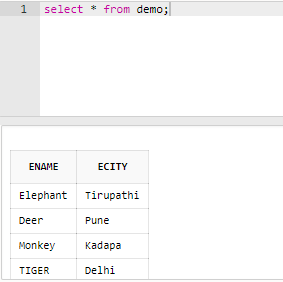 1 select * from demo;
ENAME ECITY
Elephant Tirupathi
Deer Pune
Monkey Kadapa
TIGER Delhi